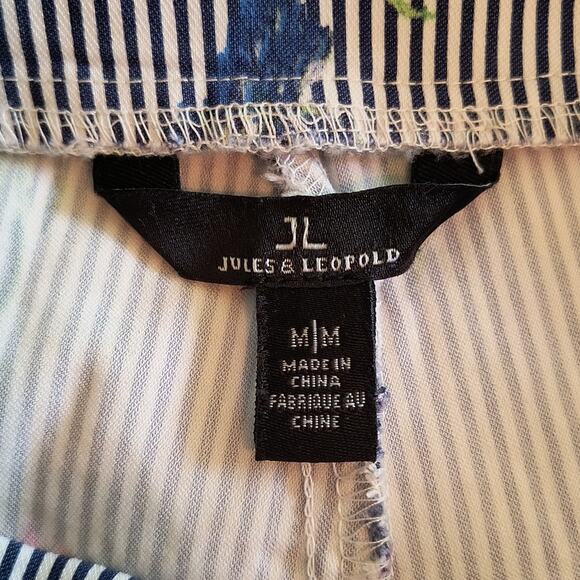 JL
JULES & LEOPOLD
M|M
MADE IN
CHINA
FABRIQUE AU
CHINE